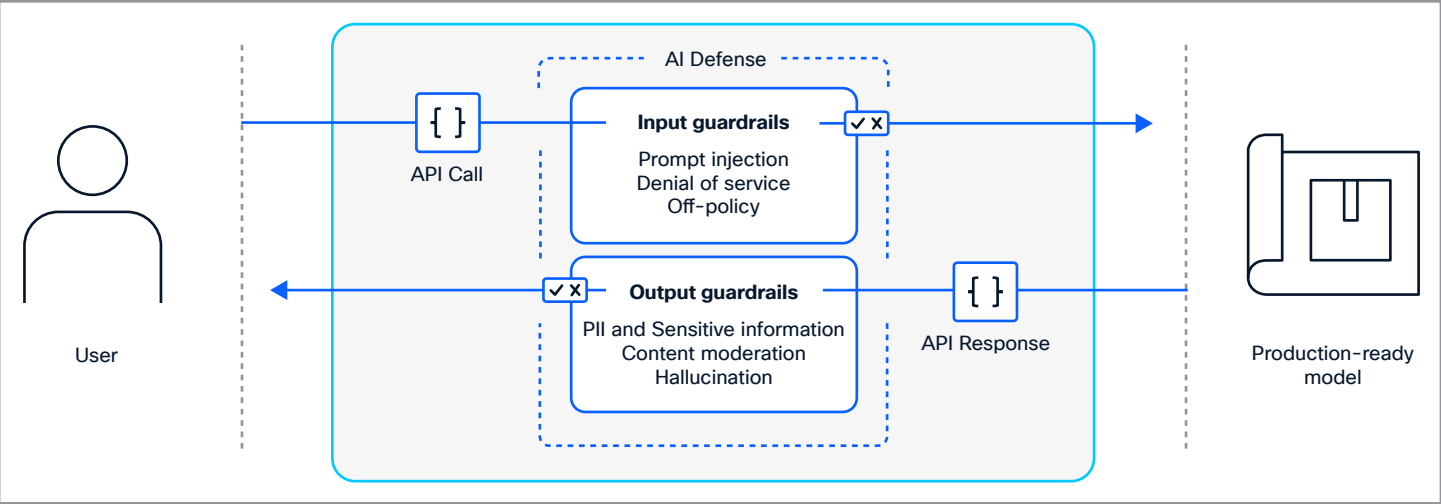 AI Defense
{ }
API Call
Input guardrails
Prompt injection
Denial of service
Off-policy
Output guardrails
PII and Sensitive information
Content moderation
Hallucination
{ }
API Response
User
Production-ready
model